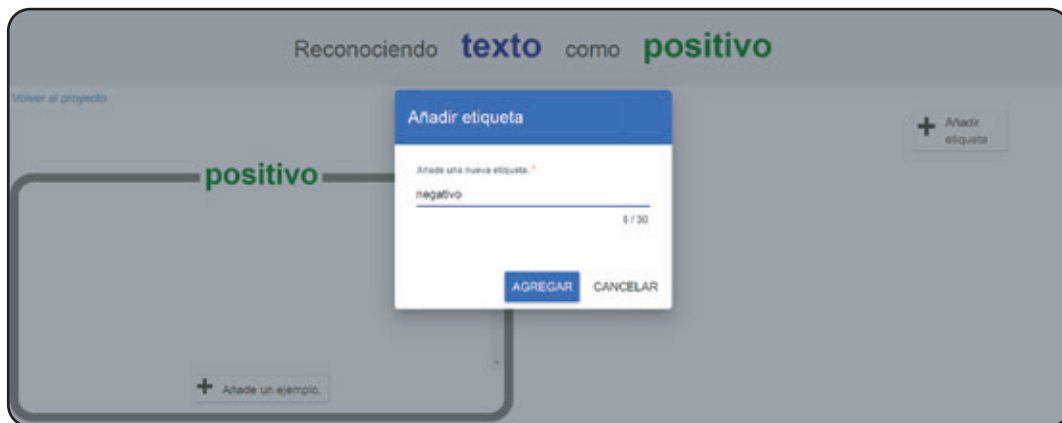 Reconociendo texto como positivo
Volver al proyecto
Añadir etiqueta
Añadir
etiqueta
positivo
Añade una nueva etiqueta. *
negativo
8 / 30
AGREGAR CANCELAR
Añade un ejemplo.